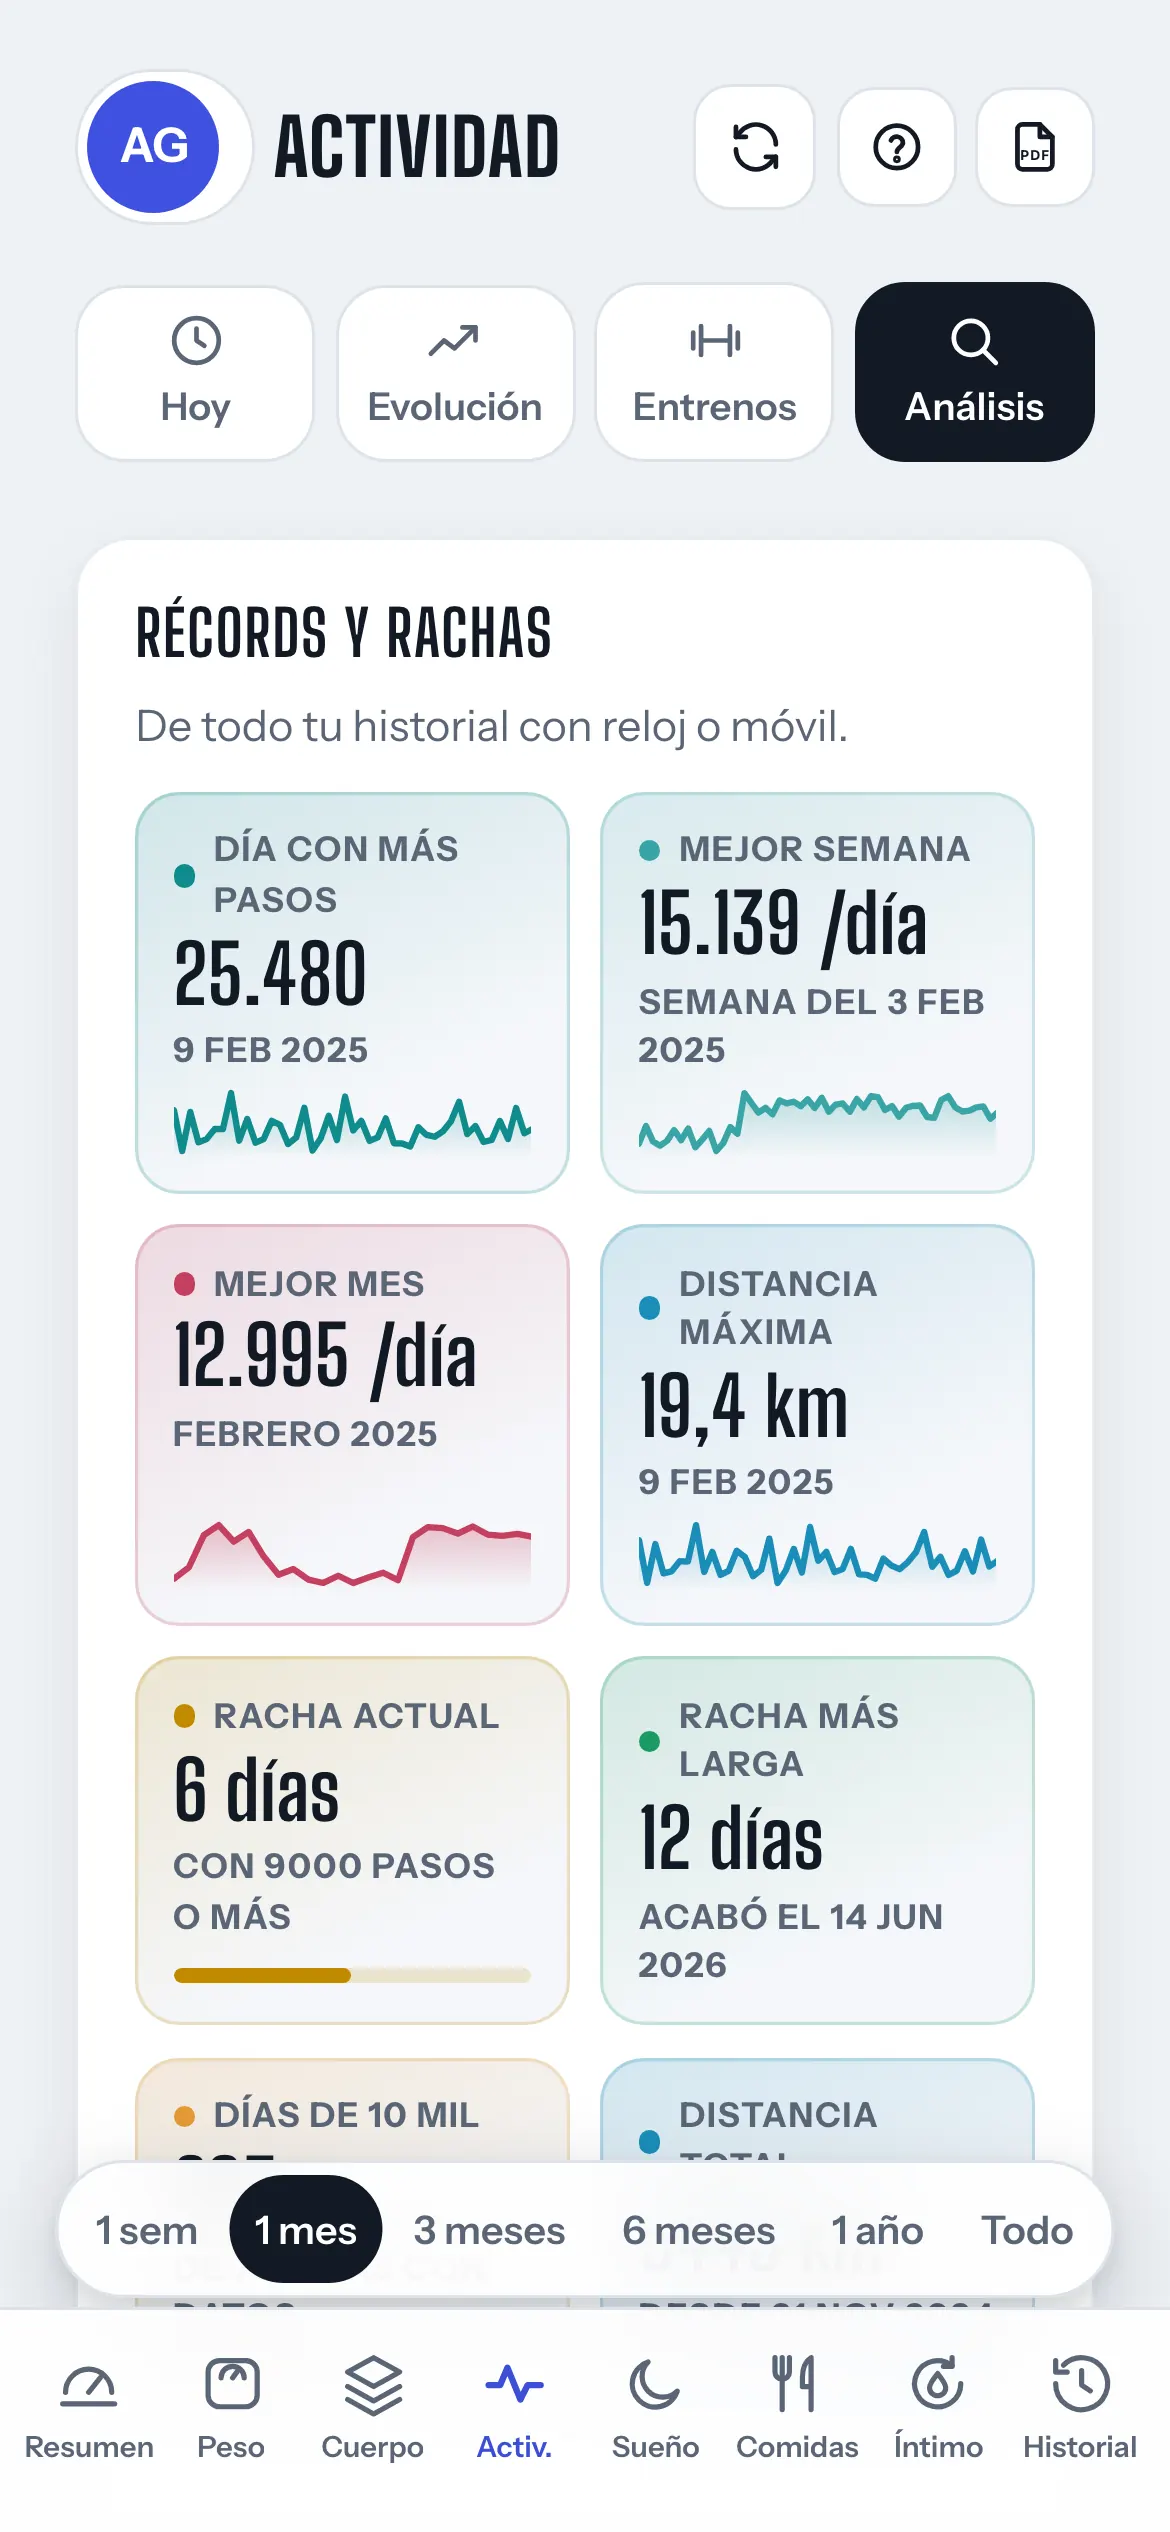 AG
ACTIVIDAD
PDF
Hoy
Evolución
Entrenos
Análisis
RÉCORDS Y RACHAS
De todo tu historial con reloj o móvil.
DÍA CON MÁS
PASOS
25.480
9 FEB 2025
MEJOR SEMANA
15.139 /día
SEMANA DEL 3 FEB
2025
MEJOR MES
12.995 /día
FEBRERO 2025
DISTANCIA
MÁXIMA
19,4 km
9 FEB 2025
RACHA ACTUAL
6 días
CON 9000 PASOS
O MÁS
RACHA MÁS
LARGA
12 días
ACABÓ EL 14 JUN
2026
DÍAS DE 10 MIL
DISTANCIA
TOTAL
1 sem
1 mes
3 meses
6 meses
1 año
Todo
Resumen
Peso
Cuerpo
Activ.
Sueño
Comidas
Íntimo
Historial